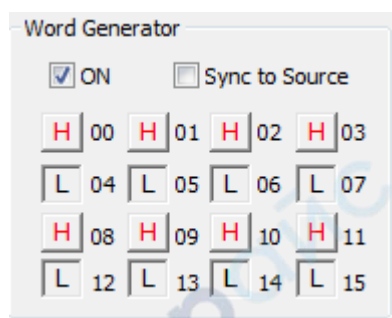 Word Generator
ON Sync to Source
H 00 H 01 H 02 H 03
L 04 L 05 L 06 L 07
H 08 H 09 H 10 H 11
L 12 L 13 L 14 L 15